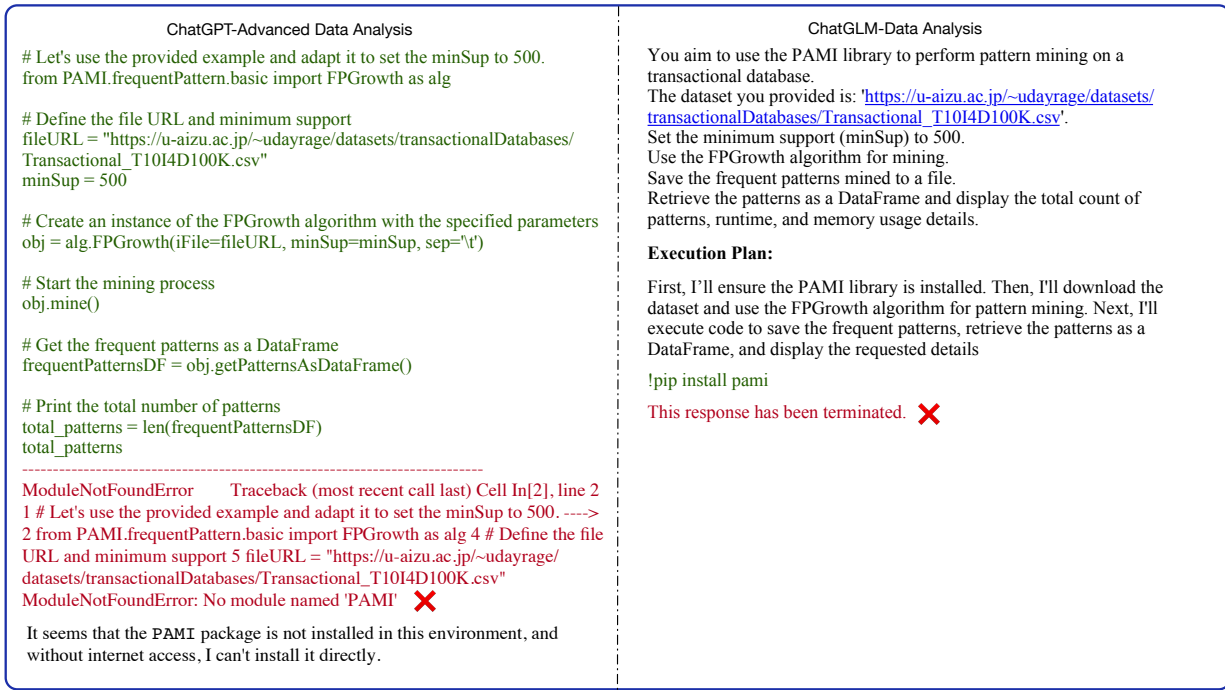 ChatGPT-Advanced Data Analysis
# Let's use the provided example and adapt it to set the minSup to 500.
from PAMI.frequentPattern.basic import FPGrowth as alg
# Define the file URL and minimum support
fileURL = "https://u-aizu.ac.jp/~udayrage/datasets/transactionalDatabases/
Transactional_T10I4D100K.csv"
minSup = 500
# Create an instance of the FPGrowth algorithm with the specified parameters
obj = alg.FPGrowth(iFile=fileURL, minSup=minSup, sep='\t')
# Start the mining process
obj.mine()
# Get the frequent patterns as a DataFrame
frequentPatternsDF = obj.getPatternsAsDataFrame()
# Print the total number of patterns
total_patterns = len(frequentPatternsDF)
total_patterns
---------------------------------------------------------------------------
ModuleNotFoundError Traceback (most recent call last) Cell In[2], line 2
1 # Let's use the provided example and adapt it to set the minSup to 500. ---->
2 from PAMI.frequentPattern.basic import FPGrowth as alg 4 # Define the file
URL and minimum support 5 fileURL = "https://u-aizu.ac.jp/~udayrage/
datasets/transactionalDatabases/Transactional_T10I4D100K.csv"
ModuleNotFoundError: No module named 'PAMI'
It seems that the PAMI package is not installed in this environment, and
without internet access, I can't install it directly.
ChatGLM-Data Analysis
You aim to use the PAMI library to perform pattern mining on a
transactional database.
The dataset you provided is: 'https://u-aizu.ac.jp/~udayrage/datasets/
transactionalDatabases/Transactional_T10I4D100K.csv'.
Set the minimum support (minSup) to 500.
Use the FPGrowth algorithm for mining.
Save the frequent patterns mined to a file.
Retrieve the patterns as a DataFrame and display the total count of
patterns, runtime, and memory usage details.
Execution Plan:
First, I'll ensure the PAMI library is installed. Then, I'll download the
dataset and use the FPGrowth algorithm for pattern mining. Next, I'll
execute code to save the frequent patterns, retrieve the patterns as a
DataFrame, and display the requested details
!pip install pami
This response has been terminated.